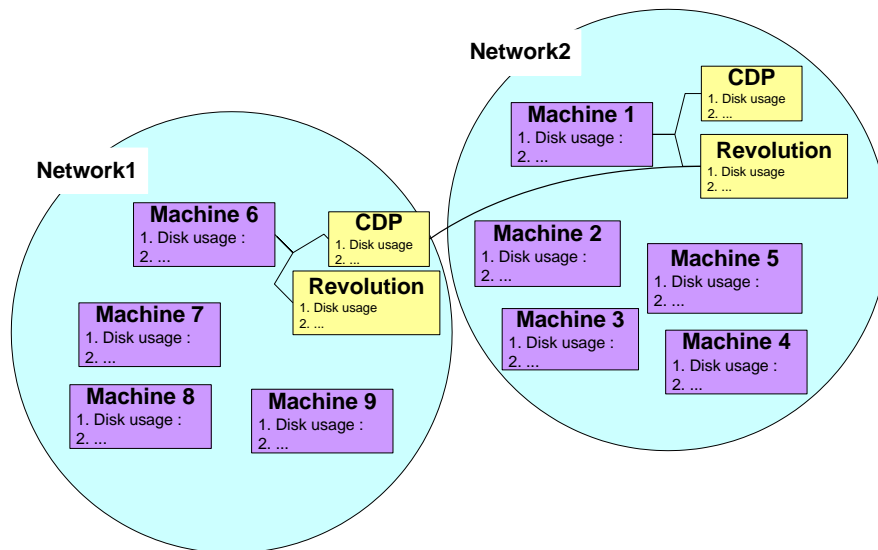 Network2
CDP
1. Disk usage
2. ...
Machine 1
1. Disk usage :
2. ...
Revolution
1. Disk usage
2. ...
Machine 2
1. Disk usage :
2. ...
Machine 5
1. Disk usage :
2. ...
Machine 3
1. Disk usage :
2. ...
Machine 4
1. Disk usage :
2. ...
Network1
Machine 6
1. Disk usage :
2. ...
CDP
1. Disk usage
2. ...
Revolution
1. Disk usage
2. ...
Machine 7
1. Disk usage :
2. ...
Machine 8
1. Disk usage :
2. ...
Machine 9
1. Disk usage :
2. ...